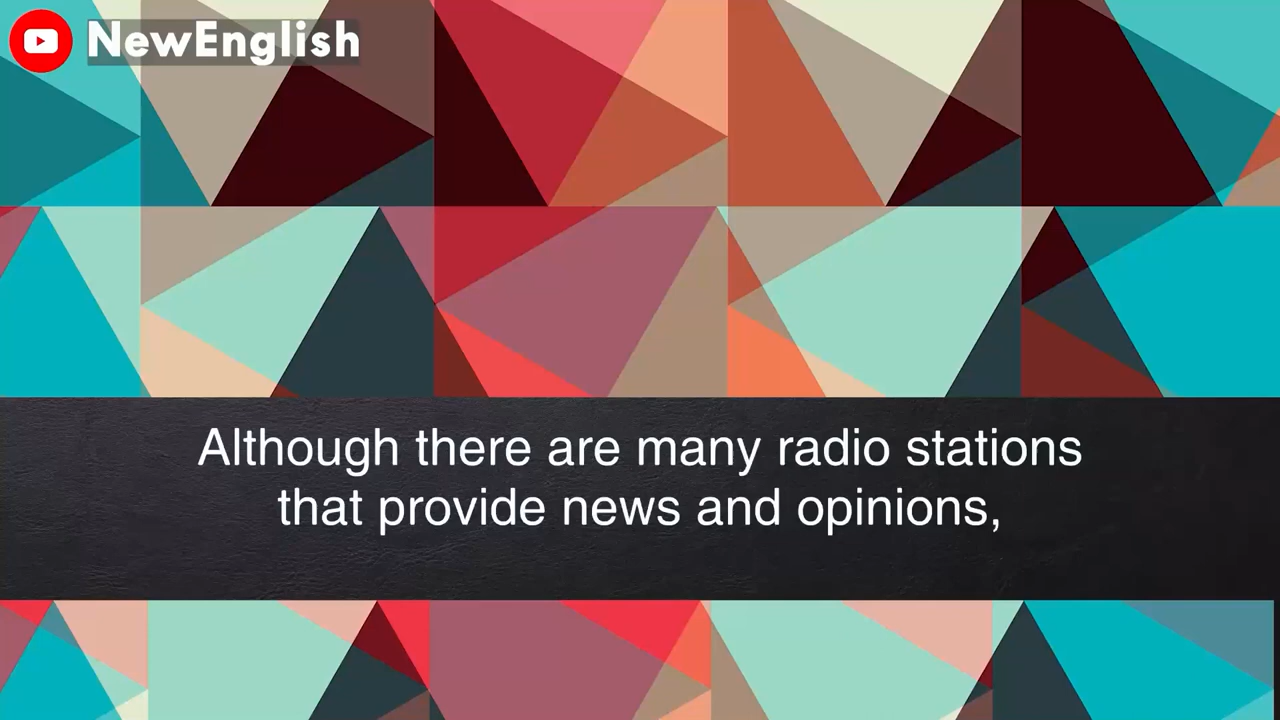 NewEnglish
Although there are many radio stations
that provide news and opinions,